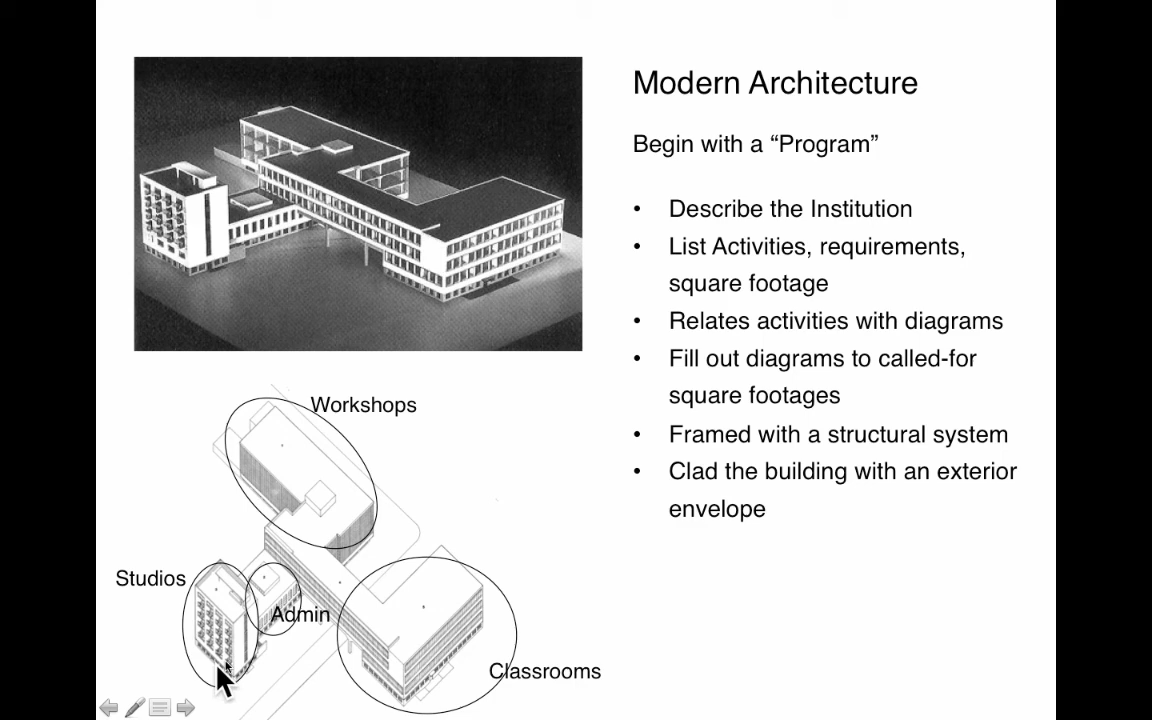 Modern Architecture
Begin with a “Program”
• Describe the Institution
• List Activities, requirements,
square footage
• Relates activities with diagrams
• Fill out diagrams to called-for
square footages
• Framed with a structural system
• Clad the building with an exterior
envelope
Workshops
Studios
Admin
Classrooms